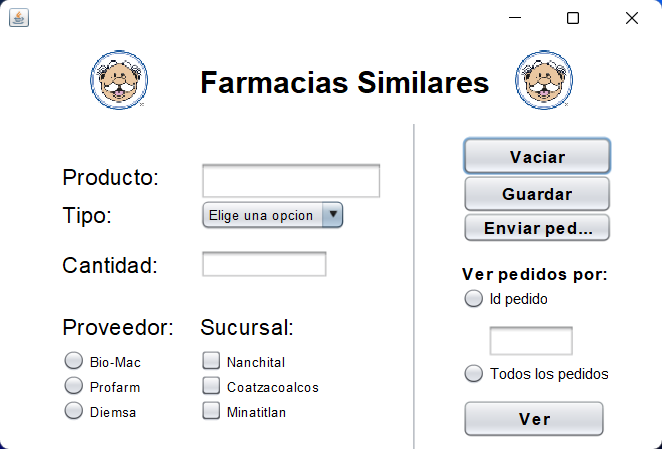 Farmacias Similares
Producto:
Tipo:
Elige una opcion
Cantidad:
Proveedor:
Bio-Mac
Profarm
Diemsa
Sucursal:
Nanchital
Coatzacoalcos
Minatitlan
Vaciar
Guardar
Enviar ped...
Ver pedidos por:
Id pedido
Todos los pedidos
Ver